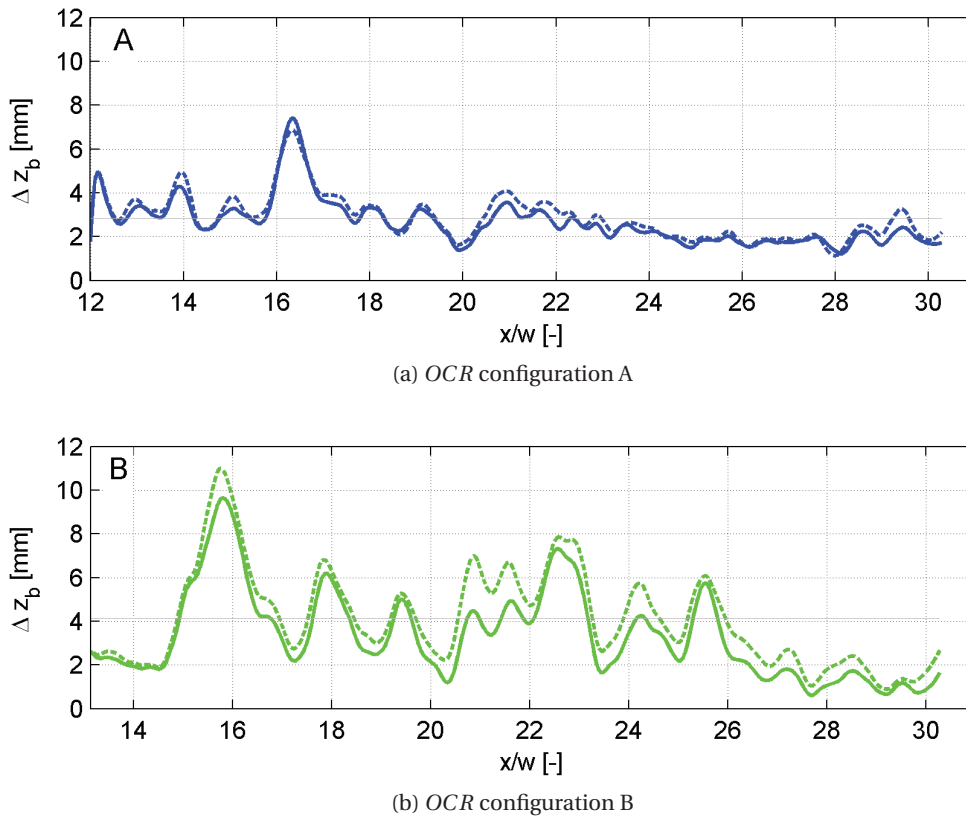 A
12
10
8
6
4
2
0
Δ z_b [mm]
12 14 16 18 20 22 24 26 28 30
x/w [-]
(a) OCR configuration A
B
12
10
8
6
4
2
0
Δ z_b [mm]
14 16 18 20 22 24 26 28 30
x/w [-]
(b) OCR configuration B